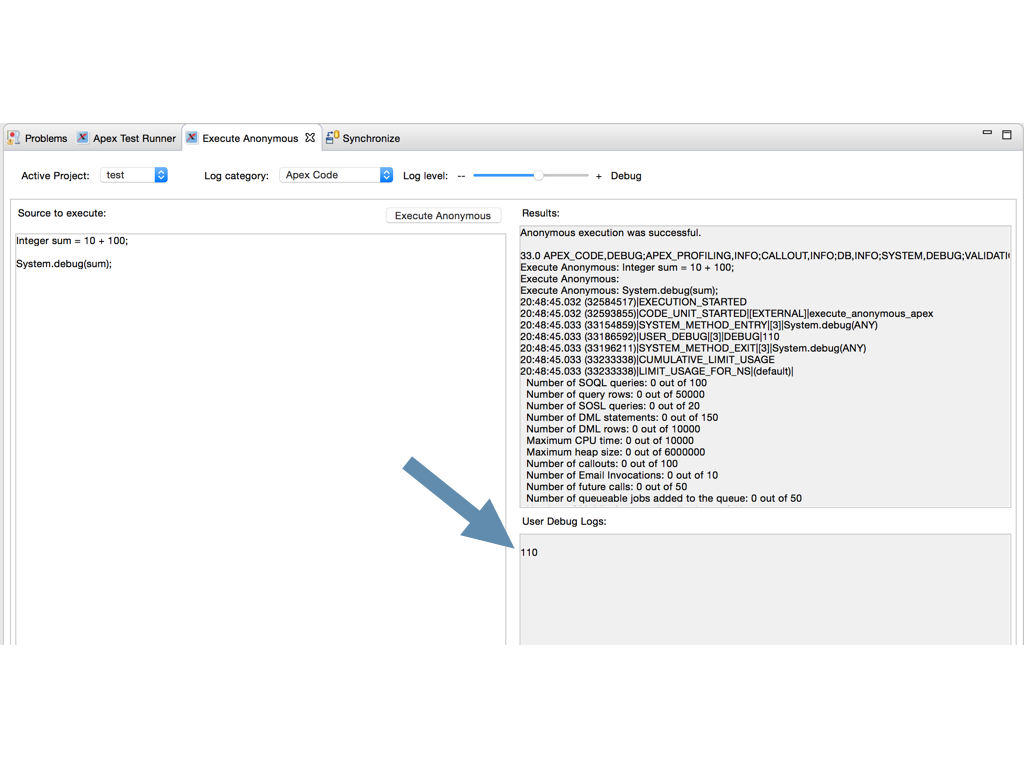 Problems Apex Test Runner Execute Anonymous Synchronize
Active Project: test Log category: Apex Code Log level: -- + Debug
Source to execute: Execute Anonymous
Integer sum = 10 + 100;
System.debug(sum);
Results:
Anonymous execution was successful.
33.0 APEX_CODE,DEBUG;APEX_PROFILING,INFO;CALLOUT,INFO;DB,INFO;SYSTEM,DEBUG;VALIDATI
Execute Anonymous: Integer sum = 10 + 100;
Execute Anonymous:
Execute Anonymous: System.debug(sum);
20:48:45.032 (32584517)|EXECUTION_STARTED
20:48:45.032 (32593855)|CODE_UNIT_STARTED|[EXTERNAL]|execute_anonymous_apex
20:48:45.033 (33154859)|SYSTEM_METHOD_ENTRY|[3]|System.debug(ANY)
20:48:45.033 (33186592)|USER_DEBUG|[3]|DEBUG|110
20:48:45.033 (33196211)|SYSTEM_METHOD_EXIT|[3]|System.debug(ANY)
20:48:45.033 (33233338)|CUMULATIVE_LIMIT_USAGE
20:48:45.033 (33233338)|LIMIT_USAGE_FOR_NS|(default)|
Number of SOQL queries: 0 out of 100
Number of query rows: 0 out of 50000
Number of SOSL queries: 0 out of 20
Number of DML statements: 0 out of 150
Number of DML rows: 0 out of 10000
Maximum CPU time: 0 out of 10000
Maximum heap size: 0 out of 6000000
Number of callouts: 0 out of 100
Number of Email Invocations: 0 out of 10
Number of future calls: 0 out of 50
Number of queueable jobs added to the queue: 0 out of 50
User Debug Logs:
110